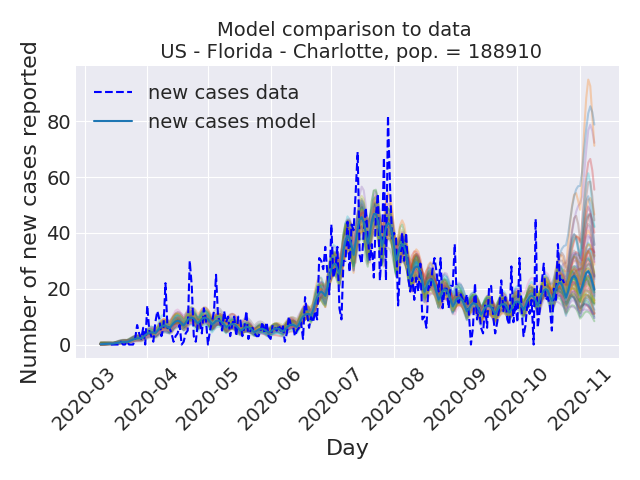 Model comparison to data
US - Florida - Charlotte, pop. = 188910
Number of new cases reported
new cases data
new cases model
80
60
40
20
0
2020-03
2020-04
2020-05
2020-06
2020-07
2020-08
2020-09
2020-10
2020-11
Day